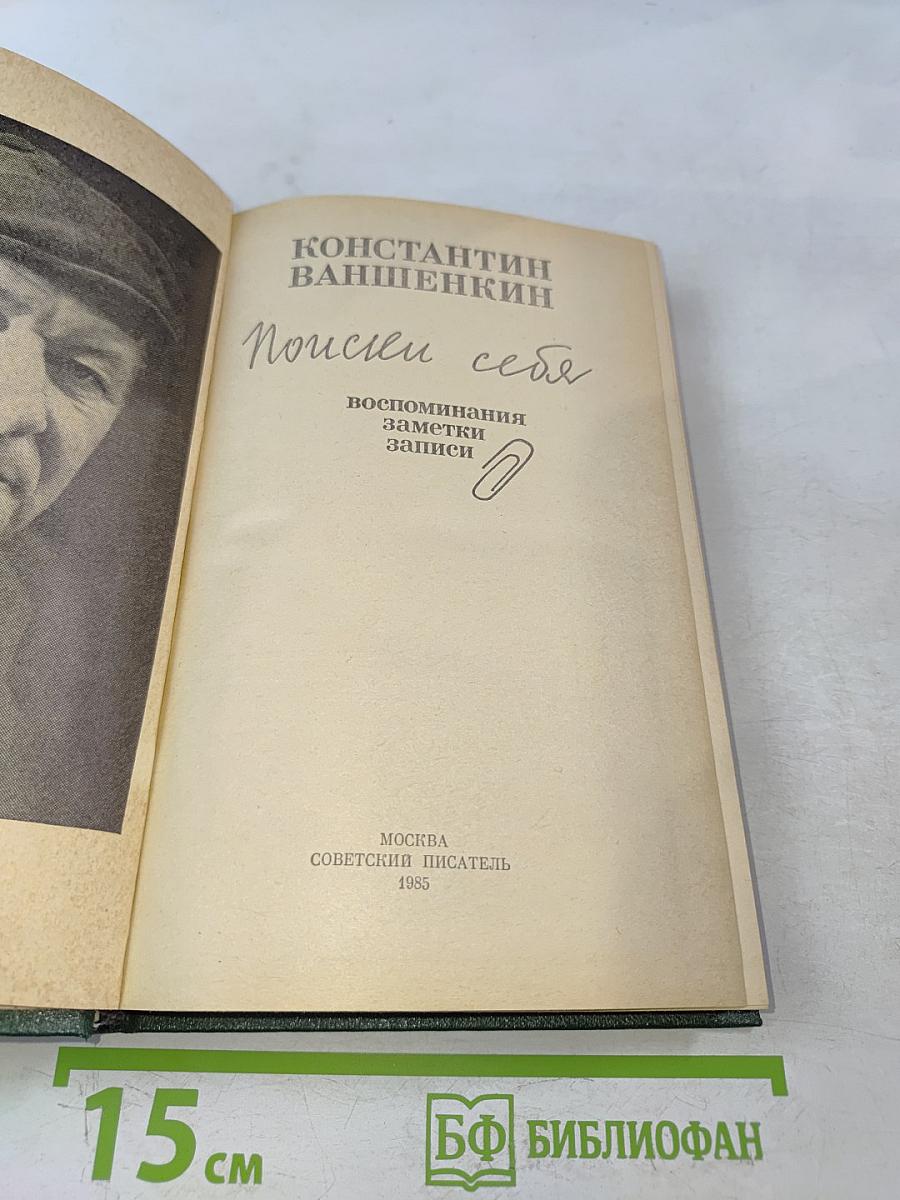 КОНСТАНТИН
ВАНШЕНКИН
Поиски себя
воспоминания
заметки
записи
МОСКВА
СОВЕТСКИЙ ПИСАТЕЛЬ
1985
15 см
БФ БИБЛИОФАН